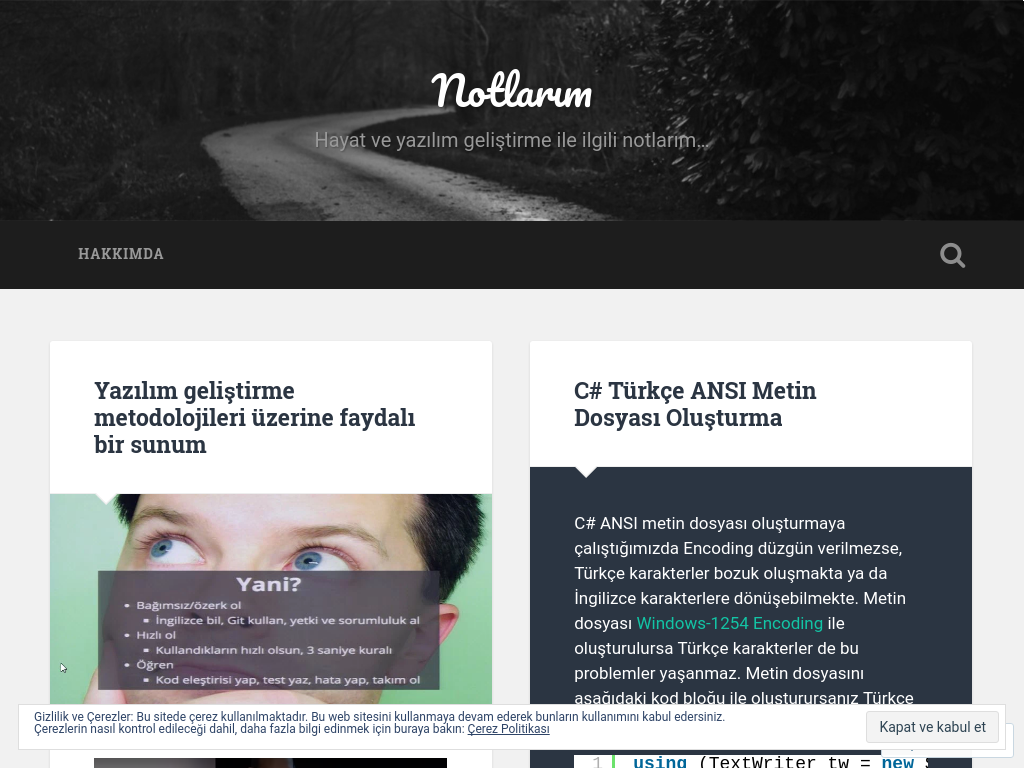 Notlarım
Hayat ve yazılım geliştirme ile ilgili notlarım...
HAKKIMDA
Yazılım geliştirme
metodolojileri üzerine faydalı
bir sunum
Yani?
• Bağımsız/özerk ol
▪ İngilizce bil, Git kullan, yetki ve sorumluluk al
• Hızlı ol
▪ Kullandıkların hızlı olsun, 3 saniye kuralı
• Öğren
▪ Kod eleştirisi yap, test yaz, hata yap, takım ol
C# Türkçe ANSI Metin
Dosyası Oluşturma
C# ANSI metin dosyası oluşturmaya
çalıştığımızda Encoding düzgün verilmezse,
Türkçe karakterler bozuk oluşmakta ya da
İngilizce karakterlere dönüşebilmekte. Metin
dosyası Windows-1254 Encoding ile
oluşturulursa Türkçe karakterler de bu
problemler yaşanmaz. Metin dosyasını
aşağıdaki kod bloğu ile oluşturursanız Türkçe
1 using (TextWriter tw = new
Gizlilik ve Çerezler: Bu sitede çerez kullanılmaktadır. Bu web sitesini kullanmaya devam ederek bunların kullanımını kabul edersiniz.
Çerezlerin nasıl kontrol edileceği dahil, daha fazla bilgi edinmek için buraya bakın: Çerez Politikası
Kapat ve kabul et